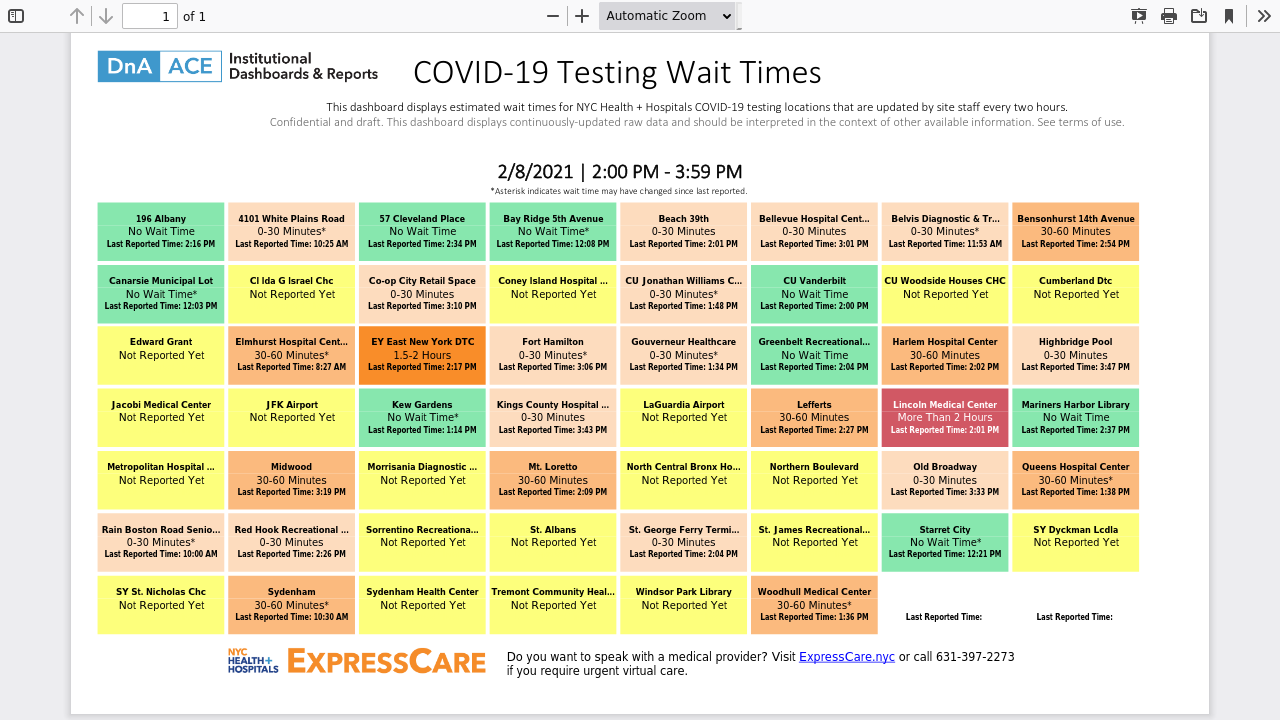 1 of 1
Automatic Zoom
DnA ACE Institutional Dashboards & Reports
COVID-19 Testing Wait Times
This dashboard displays estimated wait times for NYC Health + Hospitals COVID-19 testing locations that are updated by site staff every two hours.
Confidential and draft. This dashboard displays continuously-updated raw data and should be interpreted in the context of other available information. See terms of use.
2/8/2021 | 2:00 PM - 3:59 PM
*Asterisk indicates wait time may have changed since last reported.
196 Albany
No Wait Time
Last Reported Time: 2:16 PM
4101 White Plains Road
0-30 Minutes*
Last Reported Time: 10:25 AM
57 Cleveland Place
No Wait Time
Last Reported Time: 2:34 PM
Bay Ridge 5th Avenue
No Wait Time*
Last Reported Time: 12:08 PM
Beach 39th
0-30 Minutes
Last Reported Time: 2:01 PM
Bellevue Hospital Cent...
0-30 Minutes
Last Reported Time: 3:01 PM
Belvis Diagnostic & Tr...
0-30 Minutes*
Last Reported Time: 11:53 AM
Bensonhurst 14th Avenue
30-60 Minutes
Last Reported Time: 2:54 PM
Canarsie Municipal Lot
No Wait Time*
Last Reported Time: 12:03 PM
Cl Ida G Israel Chc
Not Reported Yet
Co-op City Retail Space
0-30 Minutes
Last Reported Time: 3:10 PM
Coney Island Hospital ...
Not Reported Yet
CU Jonathan Williams C...
0-30 Minutes*
Last Reported Time: 1:48 PM
CU Vanderbilt
No Wait Time
Last Reported Time: 2:00 PM
CU Woodside Houses CHC
Not Reported Yet
Cumberland Dtc
Not Reported Yet
Edward Grant
Not Reported Yet
Elmhurst Hospital Cent...
30-60 Minutes*
Last Reported Time: 8:27 AM
EY East New York DTC
1.5-2 Hours
Last Reported Time: 2:17 PM
Fort Hamilton
0-30 Minutes*
Last Reported Time: 3:06 PM
Gouverneur Healthcare
0-30 Minutes*
Last Reported Time: 1:34 PM
Greenbelt Recreational...
No Wait Time
Last Reported Time: 2:04 PM
Harlem Hospital Center
30-60 Minutes
Last Reported Time: 2:02 PM
Highbridge Pool
0-30 Minutes
Last Reported Time: 3:47 PM
Jacobi Medical Center
Not Reported Yet
JFK Airport
Not Reported Yet
Kew Gardens
No Wait Time*
Last Reported Time: 1:14 PM
Kings County Hospital ...
0-30 Minutes
Last Reported Time: 3:43 PM
LaGuardia Airport
Not Reported Yet
Lefferts
30-60 Minutes
Last Reported Time: 2:27 PM
Lincoln Medical Center
More Than 2 Hours
Last Reported Time: 2:01 PM
Mariners Harbor Library
No Wait Time
Last Reported Time: 2:37 PM
Metropolitan Hospital ...
Not Reported Yet
Midwood
30-60 Minutes
Last Reported Time: 3:19 PM
Morrisania Diagnostic ...
Not Reported Yet
Mt. Loretto
30-60 Minutes
Last Reported Time: 2:09 PM
North Central Bronx Ho...
Not Reported Yet
Northern Boulevard
Not Reported Yet
Old Broadway
0-30 Minutes
Last Reported Time: 3:33 PM
Queens Hospital Center
30-60 Minutes*
Last Reported Time: 1:38 PM
Rain Boston Road Senio...
0-30 Minutes*
Last Reported Time: 10:00 AM
Red Hook Recreational ...
0-30 Minutes
Last Reported Time: 2:26 PM
Sorrentino Recreationa...
Not Reported Yet
St. Albans
Not Reported Yet
St. George Ferry Termi...
0-30 Minutes
Last Reported Time: 2:04 PM
St. James Recreational...
Not Reported Yet
Starret City
No Wait Time*
Last Reported Time: 12:21 PM
SY Dyckman Lcdla
Not Reported Yet
SY St. Nicholas Chc
Not Reported Yet
Sydenham
30-60 Minutes*
Last Reported Time: 10:30 AM
Sydenham Health Center
Not Reported Yet
Tremont Community Heal...
Not Reported Yet
Windsor Park Library
Not Reported Yet
Woodhull Medical Center
30-60 Minutes*
Last Reported Time: 1:36 PM
Last Reported Time:
Last Reported Time:
NYC
HEALTH+
HOSPITALS
EXPRESSCARE
Do you want to speak with a medical provider? Visit ExpressCare.nyc or call 631-397-2273
if you require urgent virtual care.